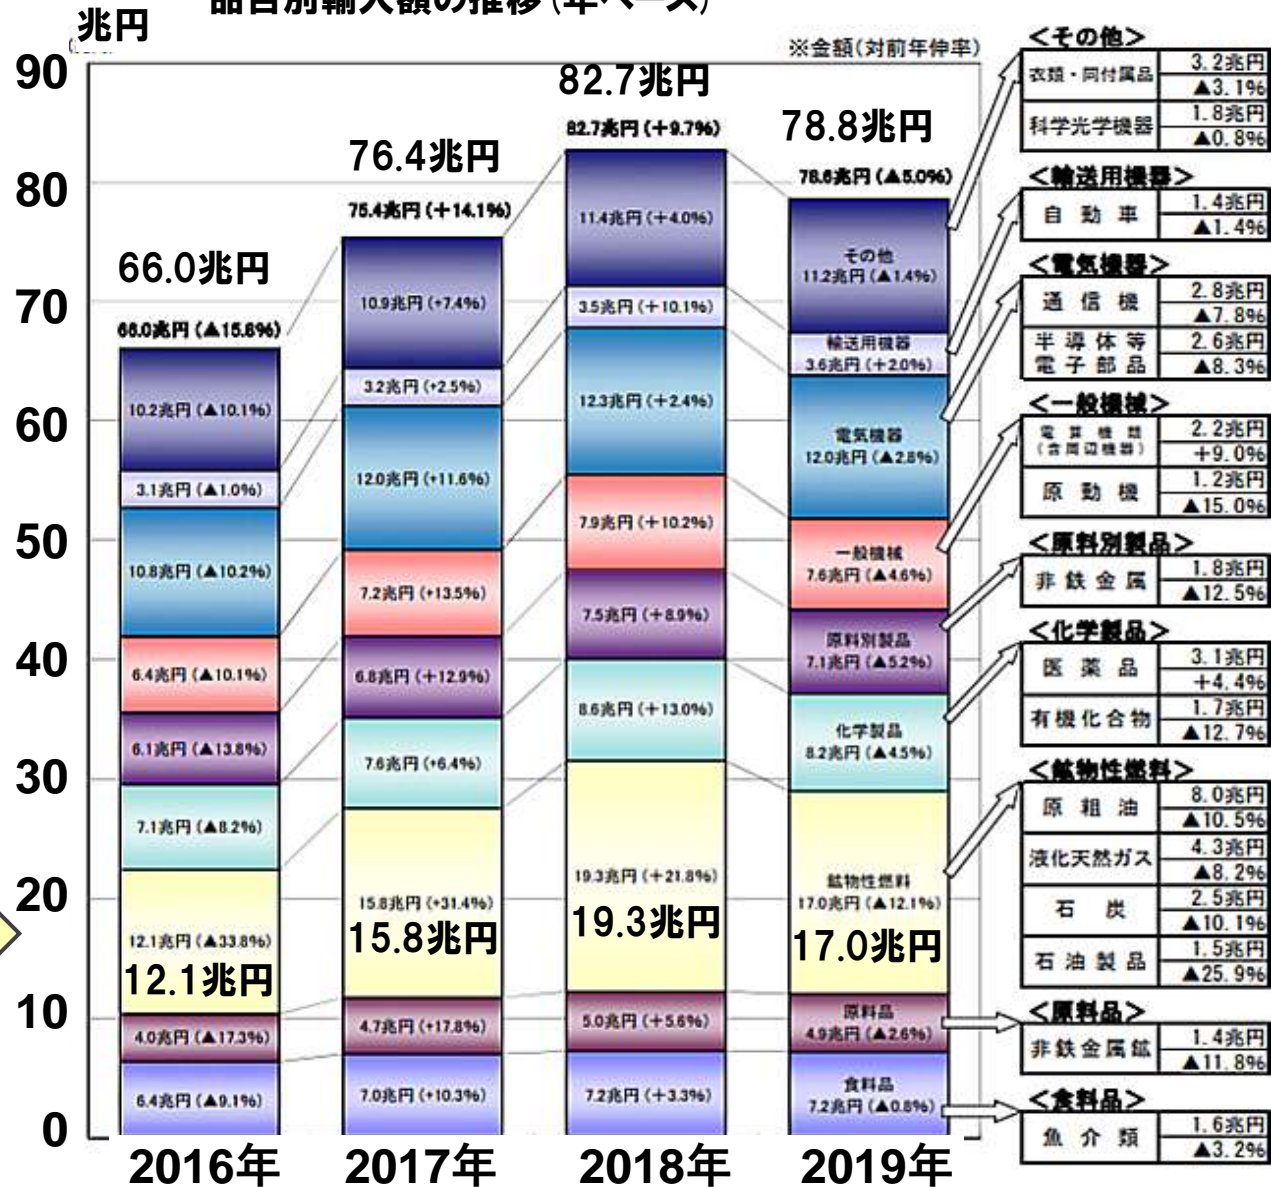 品目別輸入額の推移(年ベース)
兆円
※金額(対前年伸率)
90
80
70
60
50
40
30
20
10
0
66.0兆円
66.0兆円(▲15.8%)
10.2兆円(▲10.1%)
3.1兆円(▲1.0%)
10.8兆円(▲10.2%)
6.4兆円(▲10.1%)
6.1兆円(▲13.8%)
7.1兆円(▲8.2%)
12.1兆円(▲33.8%)
12.1兆円
4.0兆円(▲17.3%)
6.4兆円(▲9.1%)
2016年
76.4兆円
75.4兆円(+14.1%)
10.9兆円(+7.4%)
3.2兆円(+2.5%)
12.0兆円(+11.6%)
7.2兆円(+13.5%)
6.8兆円(+12.9%)
7.6兆円(+6.4%)
15.8兆円(+31.4%)
15.8兆円
4.7兆円(+17.8%)
7.0兆円(+10.3%)
2017年
82.7兆円
82.7兆円(+9.7%)
11.4兆円(+4.0%)
3.5兆円(+10.1%)
12.3兆円(+2.4%)
7.9兆円(+10.2%)
7.5兆円(+8.9%)
8.6兆円(+13.0%)
19.3兆円(+21.8%)
19.3兆円
5.0兆円(+5.6%)
7.2兆円(+3.3%)
2018年
78.8兆円
78.6兆円(▲5.0%)
その他
11.2兆円(▲1.4%)
輸送用機器
3.6兆円(+2.0%)
電気機器
12.0兆円(▲2.8%)
一般機械
7.6兆円(▲4.6%)
原料別製品
7.1兆円(▲5.2%)
化学製品
8.2兆円(▲4.5%)
鉱物性燃料
17.0兆円(▲12.1%)
17.0兆円
原料品
4.9兆円(▲2.6%)
食料品
7.2兆円(▲0.8%)
2019年
<その他>
衣類・同付属品 3.2兆円
▲3.1%
科学光学機器 1.8兆円
▲0.8%
<輸送用機器>
自動車 1.4兆円
▲1.4%
<電気機器>
通信機 2.8兆円
▲7.8%
半導体等
電子部品 2.6兆円
▲8.3%
<一般機械>
電算機類
(含周辺機器) 2.2兆円
+9.0%
原動機 1.2兆円
▲15.0%
<原料別製品>
非鉄金属 1.8兆円
▲12.5%
<化学製品>
医薬品 3.1兆円
+4.4%
有機化合物 1.7兆円
▲12.7%
<鉱物性燃料>
原粗油 8.0兆円
▲10.5%
液化天然ガス 4.3兆円
▲8.2%
石炭 2.5兆円
▲10.1%
石油製品 1.5兆円
▲25.9%
<原料品>
非鉄金属鉱 1.4兆円
▲11.8%
<食料品>
魚介類 1.6兆円
▲3.2%